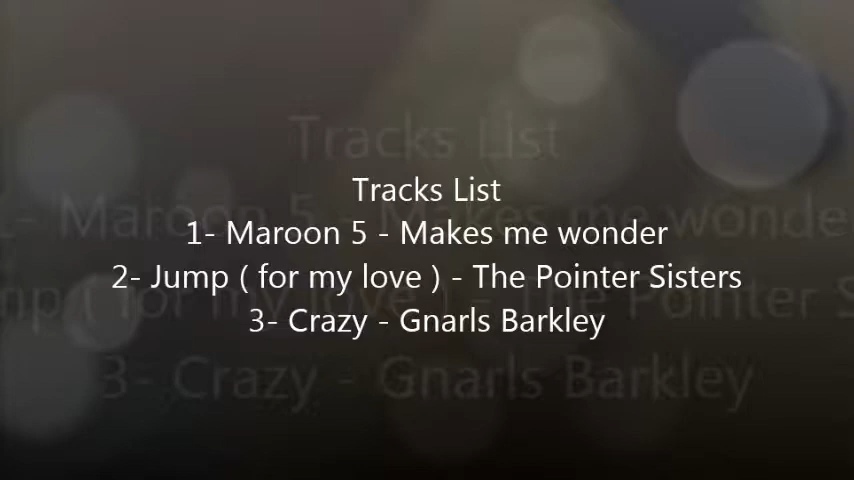 Tracks List
1- Maroon 5 - Makes me wonder
2- Jump ( for my love ) - The Pointer Sisters
3- Crazy - Gnarls Barkley